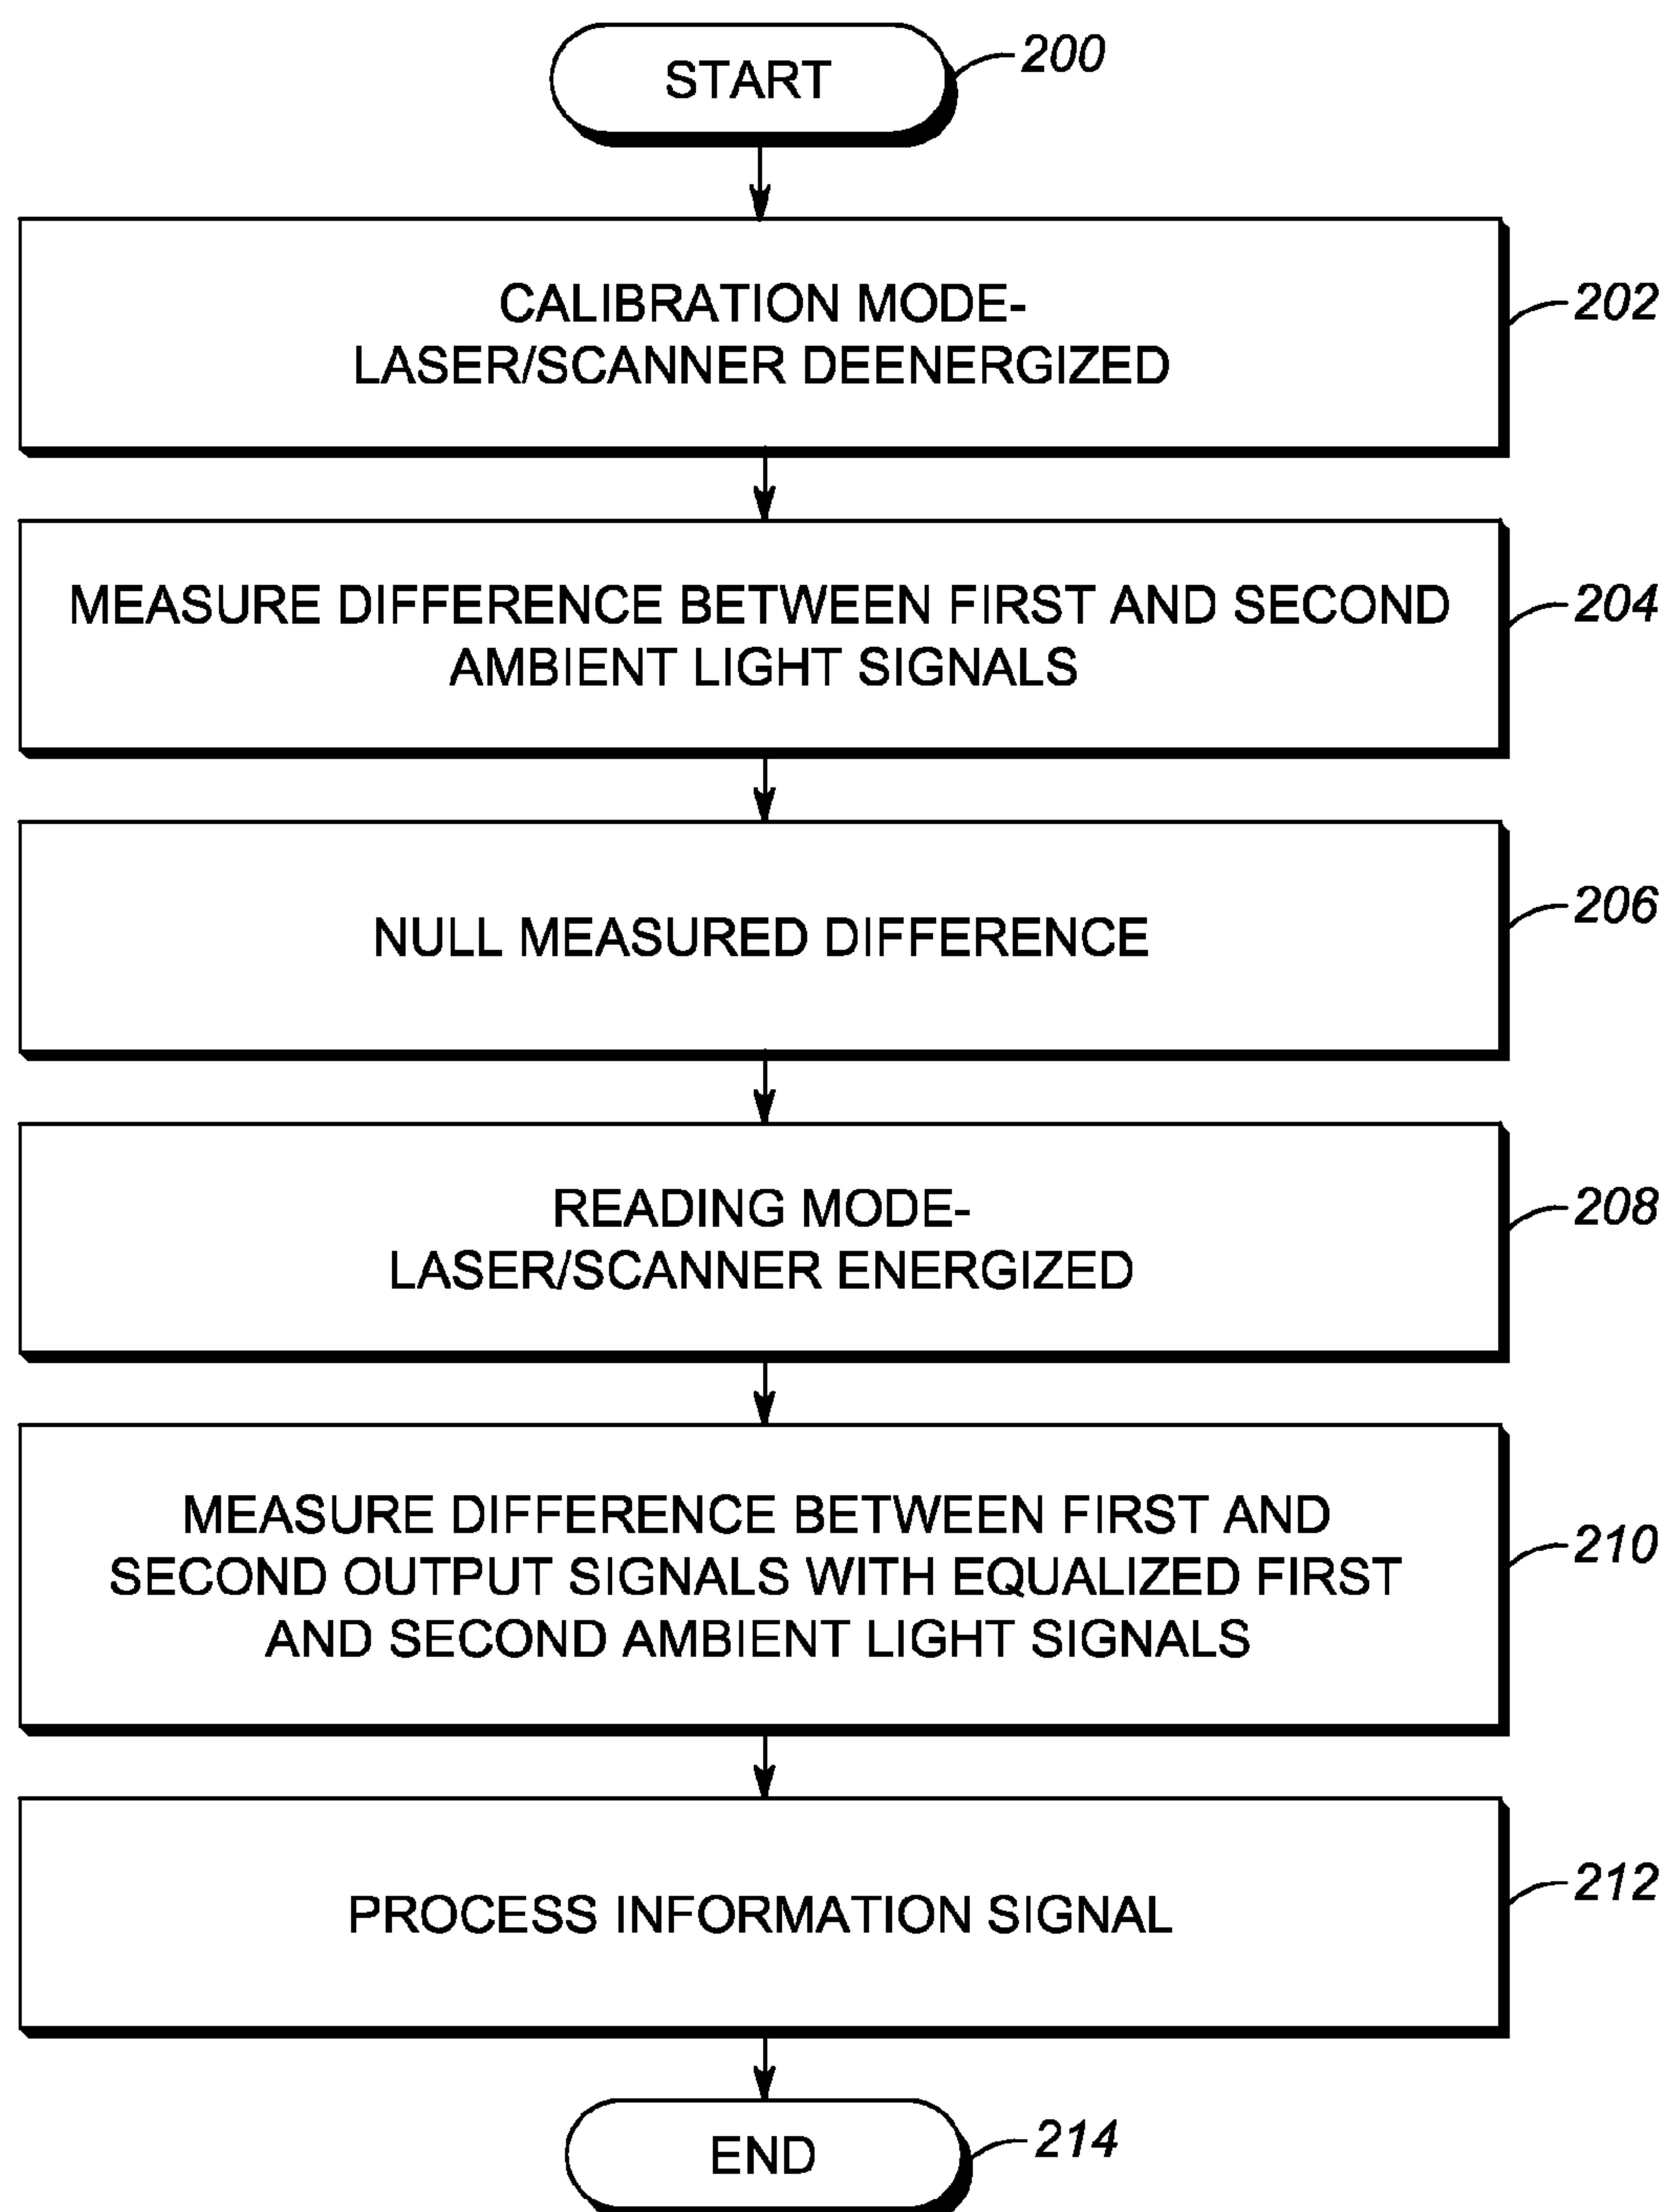 START
200
CALIBRATION MODE-
LASER/SCANNER DEENERGIZED
202
MEASURE DIFFERENCE BETWEEN FIRST AND SECOND
AMBIENT LIGHT SIGNALS
204
NULL MEASURED DIFFERENCE
206
READING MODE-
LASER/SCANNER ENERGIZED
208
MEASURE DIFFERENCE BETWEEN FIRST AND
SECOND OUTPUT SIGNALS WITH EQUALIZED FIRST
AND SECOND AMBIENT LIGHT SIGNALS
210
PROCESS INFORMATION SIGNAL
212
END
214